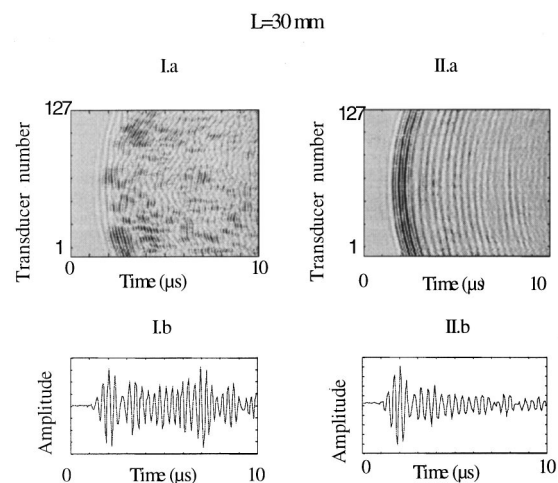 L=30 mm
I.a
II.a
127
127
Transducer number
Transducer number
1
1
0
10
0
10
Time (µs)
Time (µs)
I.b
II.b
Amplitude
Amplitude
0
10
0
10
Time (µs)
Time (µs)